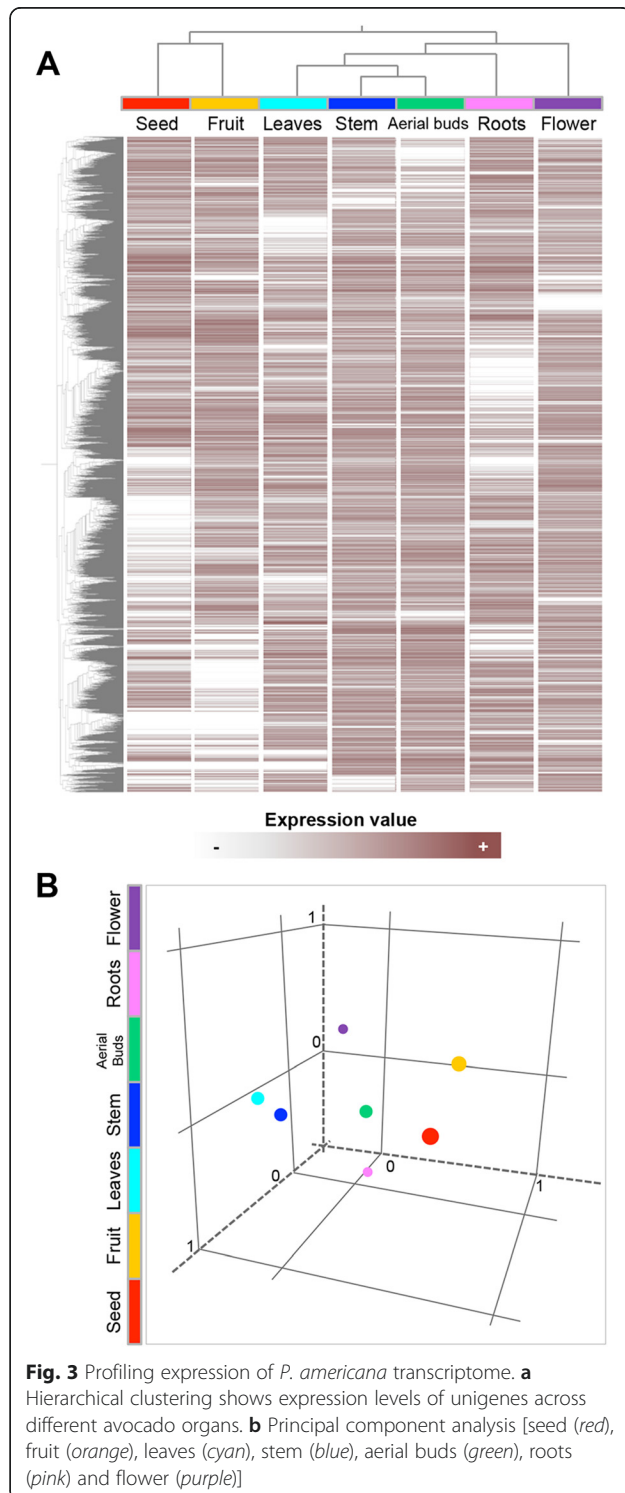 A
Seed Fruit Leaves Stem Aerial buds Roots Flower
Expression value
- +
B
Flower
Roots
Aerial
Buds
Stem
Leaves
Fruit
Seed
1
0
0
0
1
1
Fig. 3 Profiling expression of P. americana transcriptome. a
Hierarchical clustering shows expression levels of unigenes across
different avocado organs. b Principal component analysis [seed (red),
fruit (orange), leaves (cyan), stem (blue), aerial buds (green), roots
(pink) and flower (purple)]